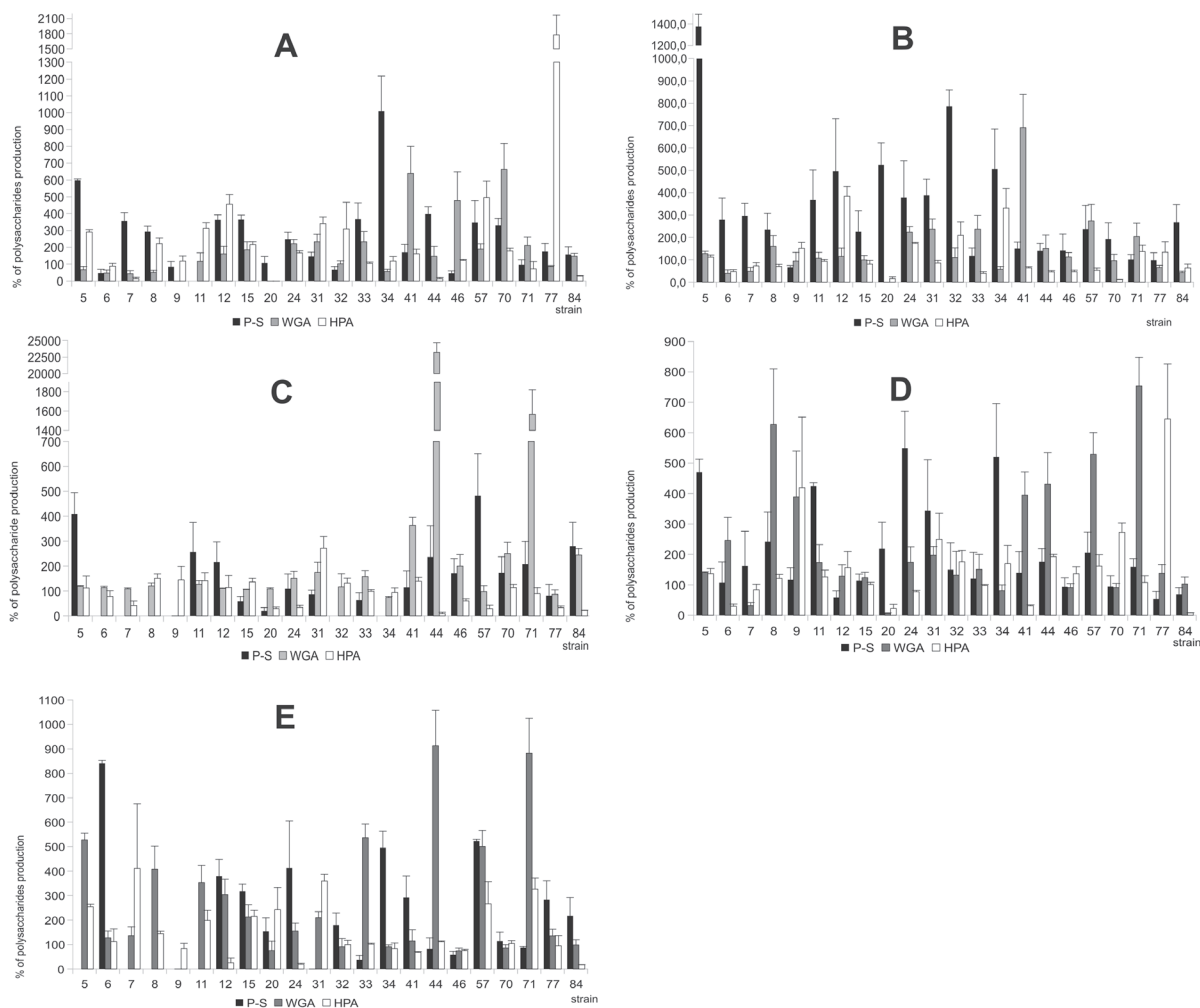 A
% of polysaccharides production
2100
1800
1500
1300
1200
1100
1000
900
800
700
600
500
400
300
200
100
0
5 6 7 8 9 11 12 15 20 24 31 32 33 34 41 44 46 57 70 71 77 84
strain
P-S WGA HPA
B
% of polysaccharides production
1400,0
1200,0
1000,0
900,0
800,0
700,0
600,0
500,0
400,0
300,0
200,0
100,0
0,0
5 6 7 8 9 11 12 15 20 24 31 32 33 34 41 44 46 57 70 71 77 84
P-S WGA HPA
strain
C
% of polysaccharide production
25000
22500
20000
1800
1600
1400
700
600
500
400
300
200
100
0
5 6 7 8 9 11 12 15 20 24 31 32 33 34 41 44 46 57 70 71 77 84
strain
P-S WGA HPA
D
% of polysaccharides production
900
800
700
600
500
400
300
200
100
0
5 6 7 8 9 11 12 15 20 24 31 32 33 34 41 44 46 57 70 71 77 84
strain
P-S WGA HPA
E
% of polysaccharides production
1100
1000
900
800
700
600
500
400
300
200
100
0
5 6 7 8 9 11 12 15 20 24 31 32 33 34 41 44 46 57 70 71 77 84
strain
P-S WGA HPA